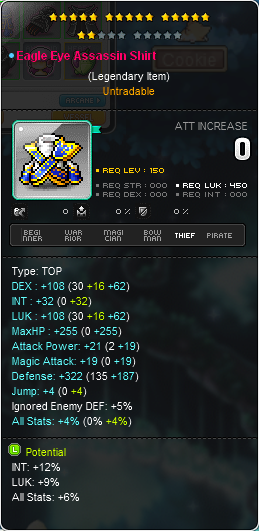 Eagle Eye Assassin Shirt
(Legendary Item)
Untradable
ATT INCREASE
0
REQ LEV : 150
REQ STR : 000 REQ LUK : 450
REQ DEX : 000 REQ INT : 000
0 0 % 0 %
BEGINNER WARRIOR MAGICIAN BOWMAN THIEF PIRATE
Type: TOP
DEX : +108 (30 +16 +62)
INT : +32 (0 +32)
LUK : +108 (30 +16 +62)
MaxHP : +255 (0 +255)
Attack Power: +21 (2 +19)
Magic Attack: +19 (0 +19)
Defense: +322 (135 +187)
Jump: +4 (0 +4)
Ignored Enemy DEF: +5%
All Stats: +4% (0% +4%)
L Potential
INT: +12%
LUK: +9%
All Stats: +6%